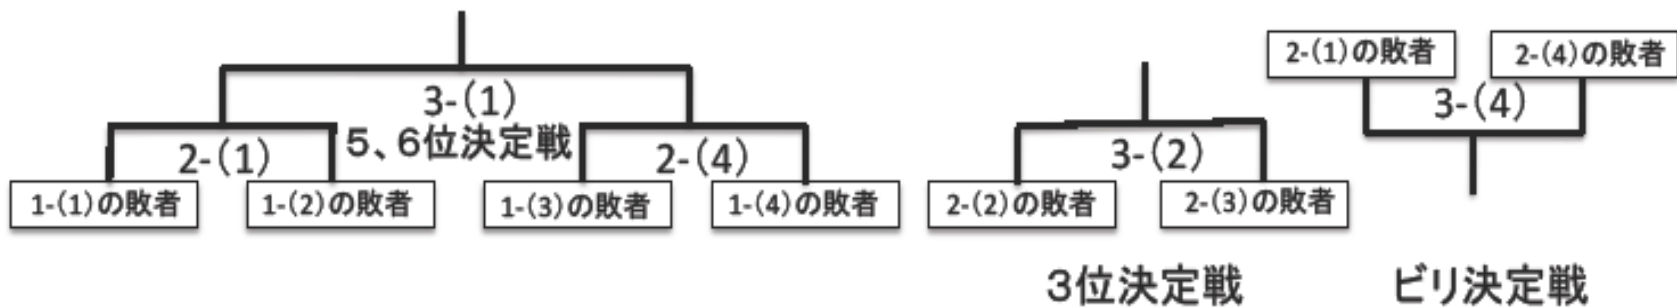 3-(1)
5、6位決定戦
2-(1)
2-(4)
1-(1)の敗者
1-(2)の敗者
1-(3)の敗者
1-(4)の敗者
3-(2)
2-(2)の敗者
2-(3)の敗者
3位決定戦
2-(1)の敗者
2-(4)の敗者
3-(4)
ビリ決定戦